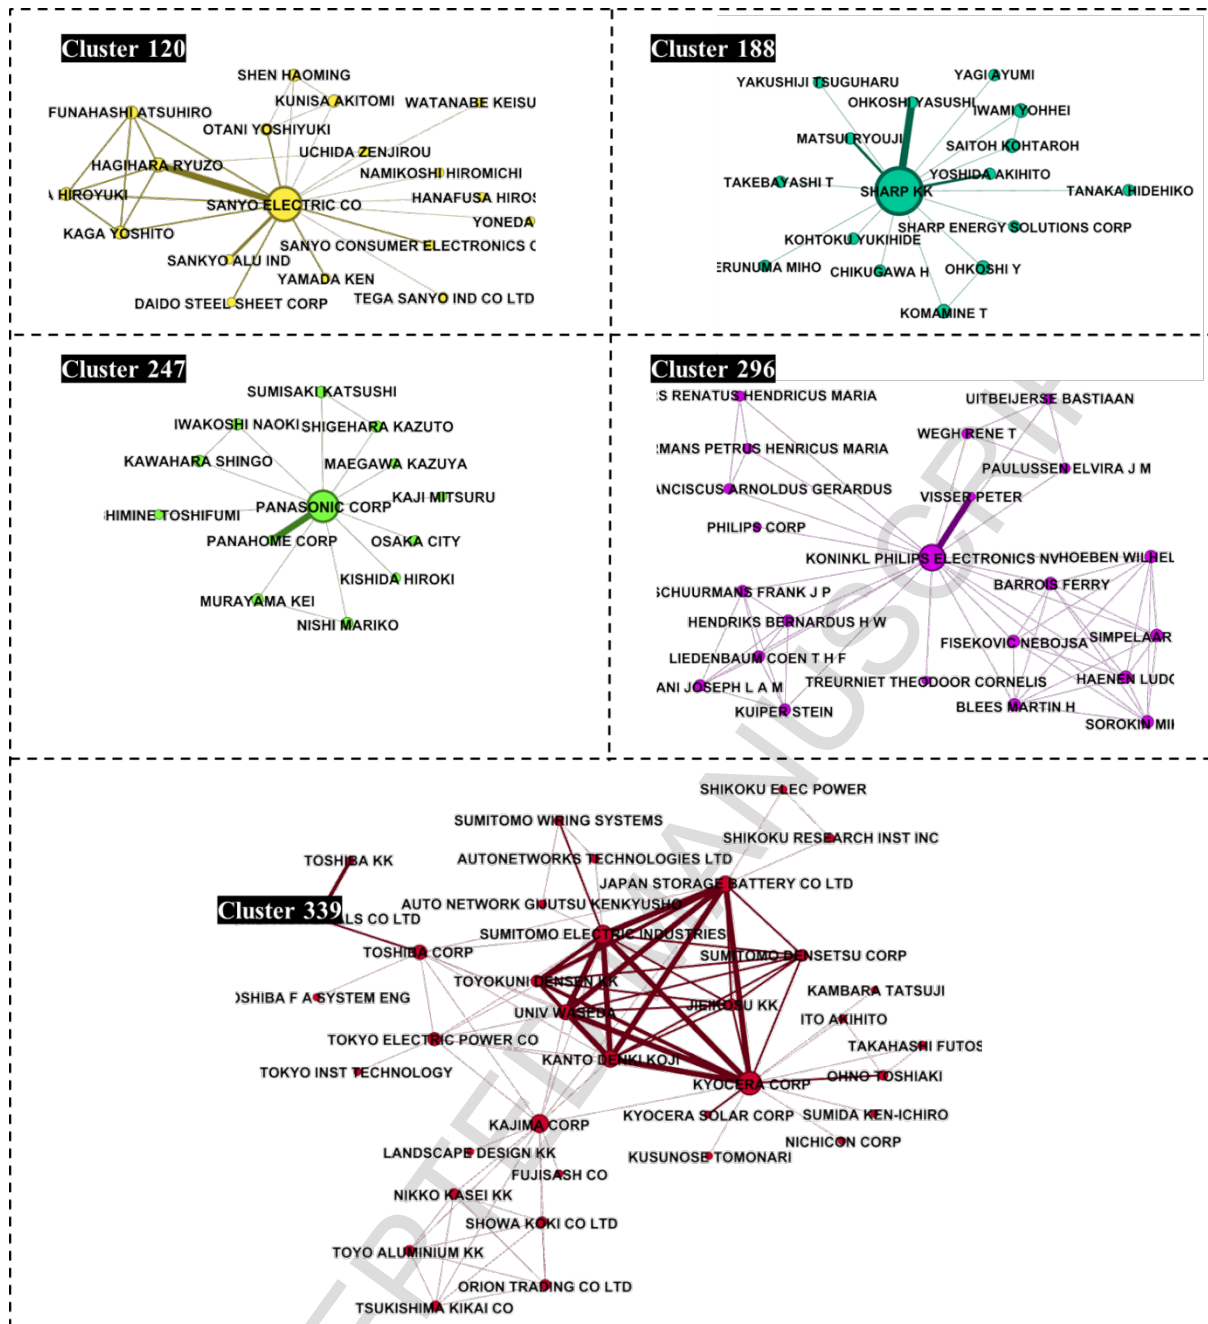 Cluster 120
SHEN HAOMING
KUNISA AKITOMI
WATANABE KEISU
FUNAHASHI ATSUHIRO
OTANI YOSHIYUKI
UCHIDA ZENJIROU
HAGIHARA RYUZO
NAMIKOSHI HIROMICHI
A HIROYUKI
HANAFUSA HIROS
SANYO ELECTRIC CO
YONEDA
KAGA YOSHITO
SANYO CONSUMER ELECTRONICS C
SANKYO ALU IND
YAMADA KEN
DAIDO STEEL SHEET CORP
TEGA SANYO IND CO LTD
Cluster 188
YAKUSHIJI TSUGUHARU
YAGI AYUMI
OHKOSHI YASUSHI
IWAMI YOHHEI
MATSUI RYOUJI
SAITOH KOHTAROH
YOSHIDA AKIHITO
TAKEBAYASHI T
SHARP KK
TANAKA HIDEHIKO
SHARP ENERGY SOLUTIONS CORP
KOHTOKU YUKIHIDE
ERUNUMA MIHO
CHIKUGAWA H
OHKOSHI Y
KOMAMINE T
Cluster 247
SUMISAKI KATSUSHI
IWAKOSHI NAOKI
SHIGEHARA KAZUTO
KAWAHARA SHINGO
MAEGAWA KAZUYA
KAJI MITSURU
PANASONIC CORP
HIMINE TOSHIFUMI
PANAHOME CORP
OSAKA CITY
KISHIDA HIROKI
MURAYAMA KEI
NISHI MARIKO
Cluster 296
S RENATUS HENDRICUS MARIA
UITBEIJERSE BASTIAAN
WEGH RENE T
RMANS PETRUS HENRICUS MARIA
PAULUSSEN ELVIRA J M
ANCISCUS ARNOLDUS GERARDUS
VISSER PETER
PHILIPS CORP
KONINKL PHILIPS ELECTRONICS NV
HOEBEN WILHEL
BARROIS FERRY
SCHUURMANS FRANK J P
HENDRIKS BERNARDUS H W
SIMPELAAR
FISEKOVIC NEBOJSA
LIEDENBAUM COEN T H F
ANI JOSEPH L A M
TREURNIET THEODOOR CORNELIS
HAENEN LUDO
KUIPER STEIN
BLEES MARTIN H
SOROKIN MI
Cluster 339
SHIKOKU ELEC POWER
SUMITOMO WIRING SYSTEMS
SHIKOKU RESEARCH INST INC
TOSHIBA KK
AUTONETWORKS TECHNOLOGIES LTD
JAPAN STORAGE BATTERY CO LTD
AUTO NETWORK GIJUTSU KENKYUSHO
ALS CO LTD
SUMITOMO ELECTRIC INDUSTRIES
TOSHIBA CORP
SUMITOMO DENSETSU CORP
TOYOKUNI DENSEN KK
KAMBARA TATSUJI
OSHIBA F A SYSTEM ENG
JIEIKOSU KK
UNIV WASEDA
ITO AKIHITO
TOKYO ELECTRIC POWER CO
TAKAHASHI FUTOS
KANTO DENKI KOJI
TOKYO INST TECHNOLOGY
OHNO TOSHIAKI
KYOCERA CORP
KYOCERA SOLAR CORP
SUMIDA KEN-ICHIRO
KAJIMA CORP
NICHICON CORP
LANDSCAPE DESIGN KK
KUSUNOSE TOMONARI
FUJISASH CO
NIKKO KASEI KK
SHOWA KOKI CO LTD
TOYO ALUMINIUM KK
ORION TRADING CO LTD
TSUKISHIMA KIKAI CO